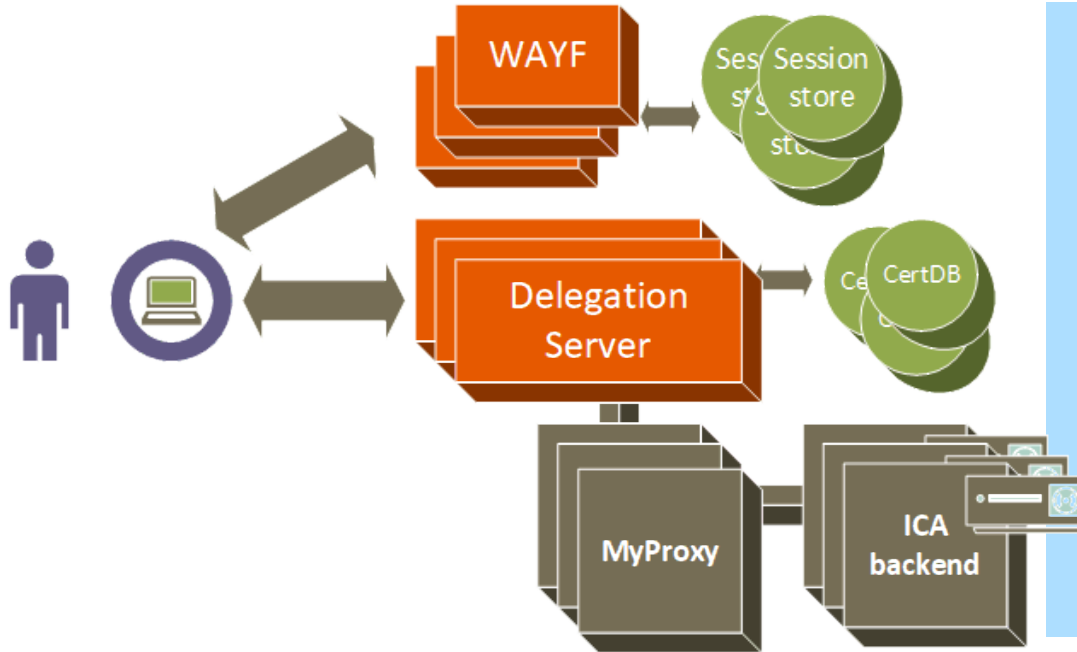 WAYF
Session
store
Delegation
Server
CertDB
MyProxy
ICA
backend